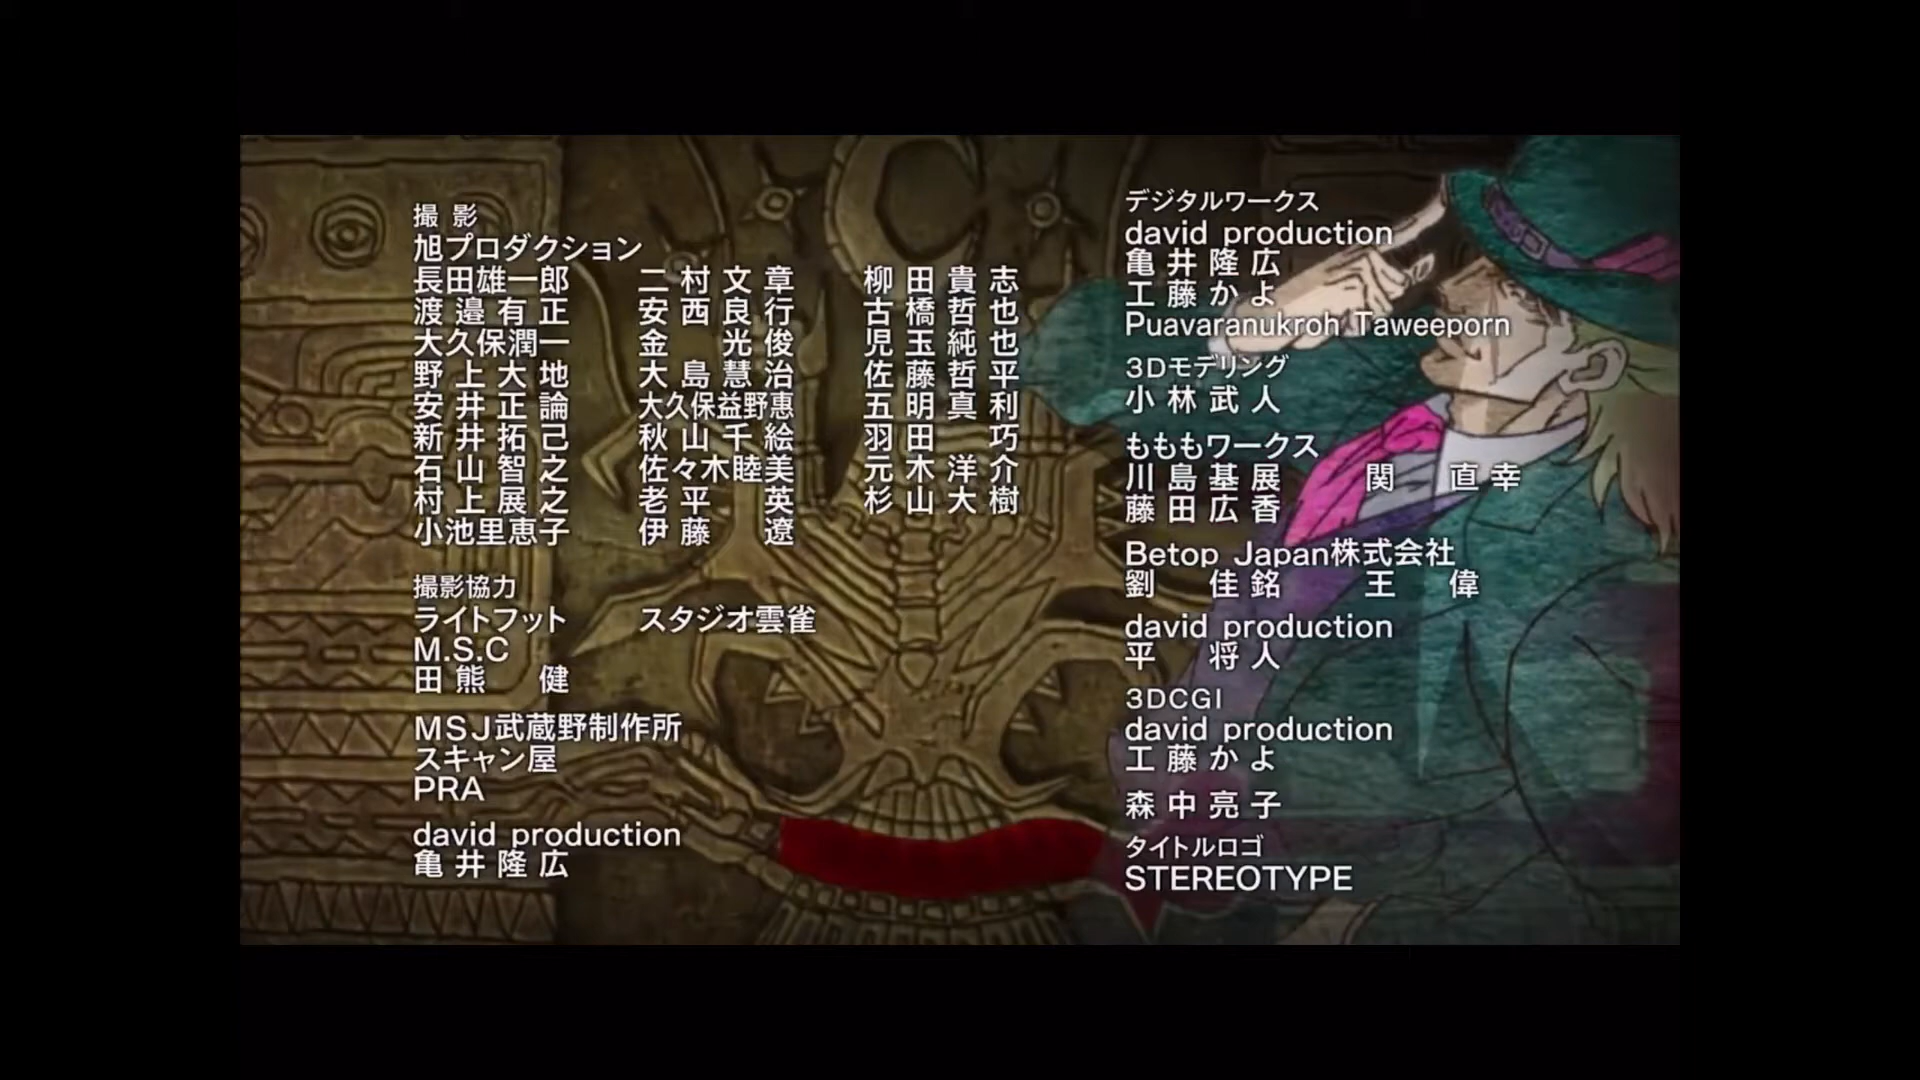 撮影
旭プロダクション
長田雄一郎 二村文章 柳田貴志
渡邉有正 安西良行 古橋哲也
大久保潤一 金光俊 児玉純也
野上大地 大島慧治 佐藤哲平
安井正論 大久保益野惠 五明真利
新井拓己 秋山千絵 羽田巧
石山智之 佐々木睦美 元木洋介
村上展之 老平英 杉山大樹
小池里恵子 伊藤遼
撮影協力
ライトフット スタジオ雲雀
M.S.C
田熊健
MSJ武蔵野制作所
スキャン屋
PRA
david production
亀井隆広
デジタルワークス
david production
亀井隆広
工藤かよ
Puavaranukroh Taweeporn
3Dモデリング
小林武人
もももワークス
川島基展 関直幸
藤田広香
Betop Japan株式会社
劉佳銘 王偉
david production
平将人
3DCGI
david production
工藤かよ
森中亮子
タイトルロゴ
STEREOTYPE